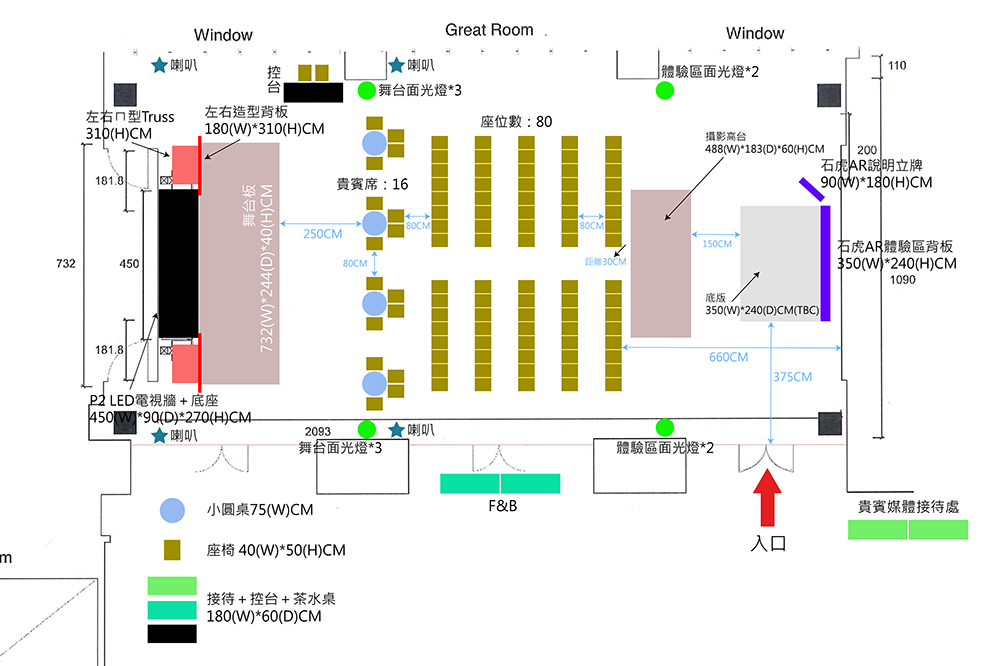 Window
Great Room .
Window
喇叭
控台
喇叭
舞台面光燈*3
體驗區面光燈*2
110
左右ㄇ型Truss
310(H)CM
左右造型背板
180(W)*310(H)CM
座位數：80
攝影高台
488(W)*183(D)*60(H)CM
200
石虎AR說明立牌
90(W)*180(H)CM
181.8
貴賓席：16
舞台板
732(W)*244(D)*40(H)CM
250CM
80CM
80CM
80CM
距離30CM
150CM
石虎AR體驗區背板
350(W)*240(H)CM
1090
732
450
底版
350(W)*240(D)CM(TBC)
181.8
660CM
375CM
P2 LED電視牆＋底座
450(W)*90(D)*270(H)CM
喇叭
2093
喇叭
舞台面光燈*3
體驗區面光燈*2
F&B
入口
貴賓媒體接待處
小圓桌75(W)CM
座椅 40(W)*50(H)CM
m
接待＋控台＋茶水桌
180(W)*60(D)CM